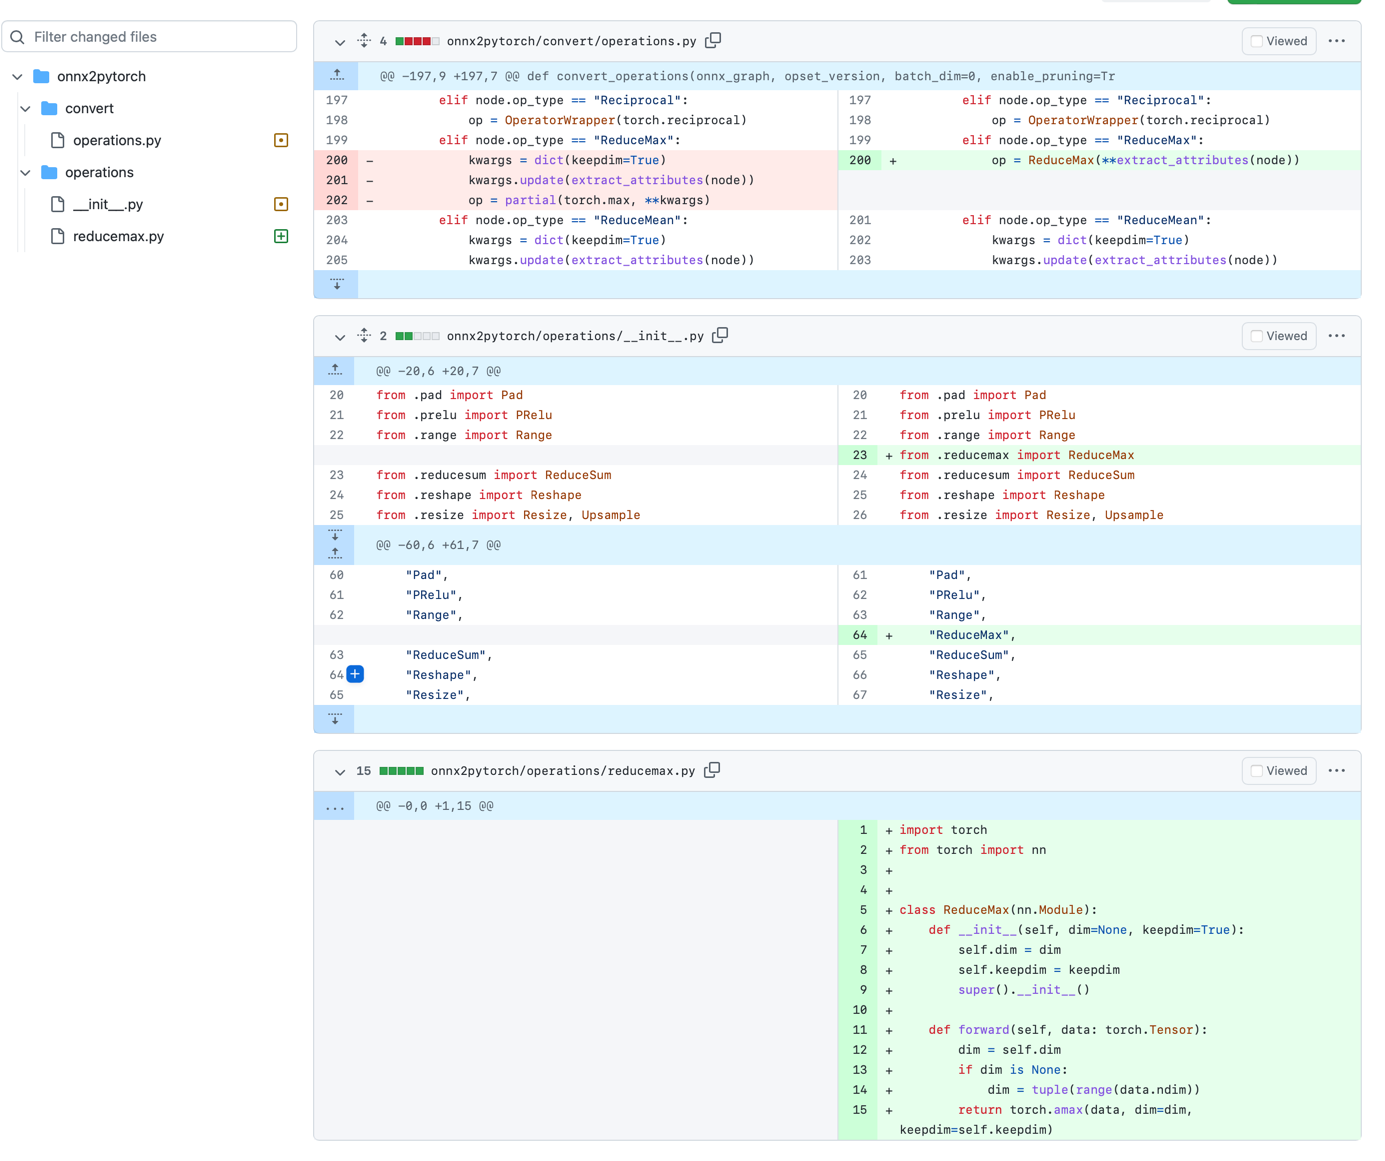 Filter changed files
onnx2pytorch
convert
operations.py
operations
__init__.py
reducemax.py
4 onnx2pytorch/convert/operations.py Viewed
@@ -197,9 +197,7 @@ def convert_operations(onnx_graph, opset_version, batch_dim=0, enable_pruning=Tr
197 elif node.op_type == "Reciprocal": 197 elif node.op_type == "Reciprocal":
198 op = OperatorWrapper(torch.reciprocal) 198 op = OperatorWrapper(torch.reciprocal)
199 elif node.op_type == "ReduceMax": 199 elif node.op_type == "ReduceMax":
200 - kwargs = dict(keepdim=True) 200 + op = ReduceMax(**extract_attributes(node))
201 - kwargs.update(extract_attributes(node))
202 - op = partial(torch.max, **kwargs)
203 elif node.op_type == "ReduceMean": 201 elif node.op_type == "ReduceMean":
204 kwargs = dict(keepdim=True) 202 kwargs = dict(keepdim=True)
205 kwargs.update(extract_attributes(node)) 203 kwargs.update(extract_attributes(node))
2 onnx2pytorch/operations/__init__.py Viewed
@@ -20,6 +20,7 @@
20 from .pad import Pad 20 from .pad import Pad
21 from .prelu import PRelu 21 from .prelu import PRelu
22 from .range import Range 22 from .range import Range
23 + from .reducemax import ReduceMax
23 from .reducesum import ReduceSum 24 from .reducesum import ReduceSum
24 from .reshape import Reshape 25 from .reshape import Reshape
25 from .resize import Resize, Upsample 26 from .resize import Resize, Upsample
@@ -60,6 +61,7 @@
60 "Pad", 61 "Pad",
61 "PRelu", 62 "PRelu",
62 "Range", 63 "Range",
64 + "ReduceMax",
63 "ReduceSum", 65 "ReduceSum",
64 "Reshape", 66 "Reshape",
65 "Resize", 67 "Resize",
15 onnx2pytorch/operations/reducemax.py Viewed
... @@ -0,0 +1,15 @@
1 + import torch
2 + from torch import nn
3 +
4 +
5 + class ReduceMax(nn.Module):
6 + def __init__(self, dim=None, keepdim=True):
7 + self.dim = dim
8 + self.keepdim = keepdim
9 + super().__init__()
10 +
11 + def forward(self, data: torch.Tensor):
12 + dim = self.dim
13 + if dim is None:
14 + dim = tuple(range(data.ndim))
15 + return torch.amax(data, dim=dim,
keepdim=self.keepdim)